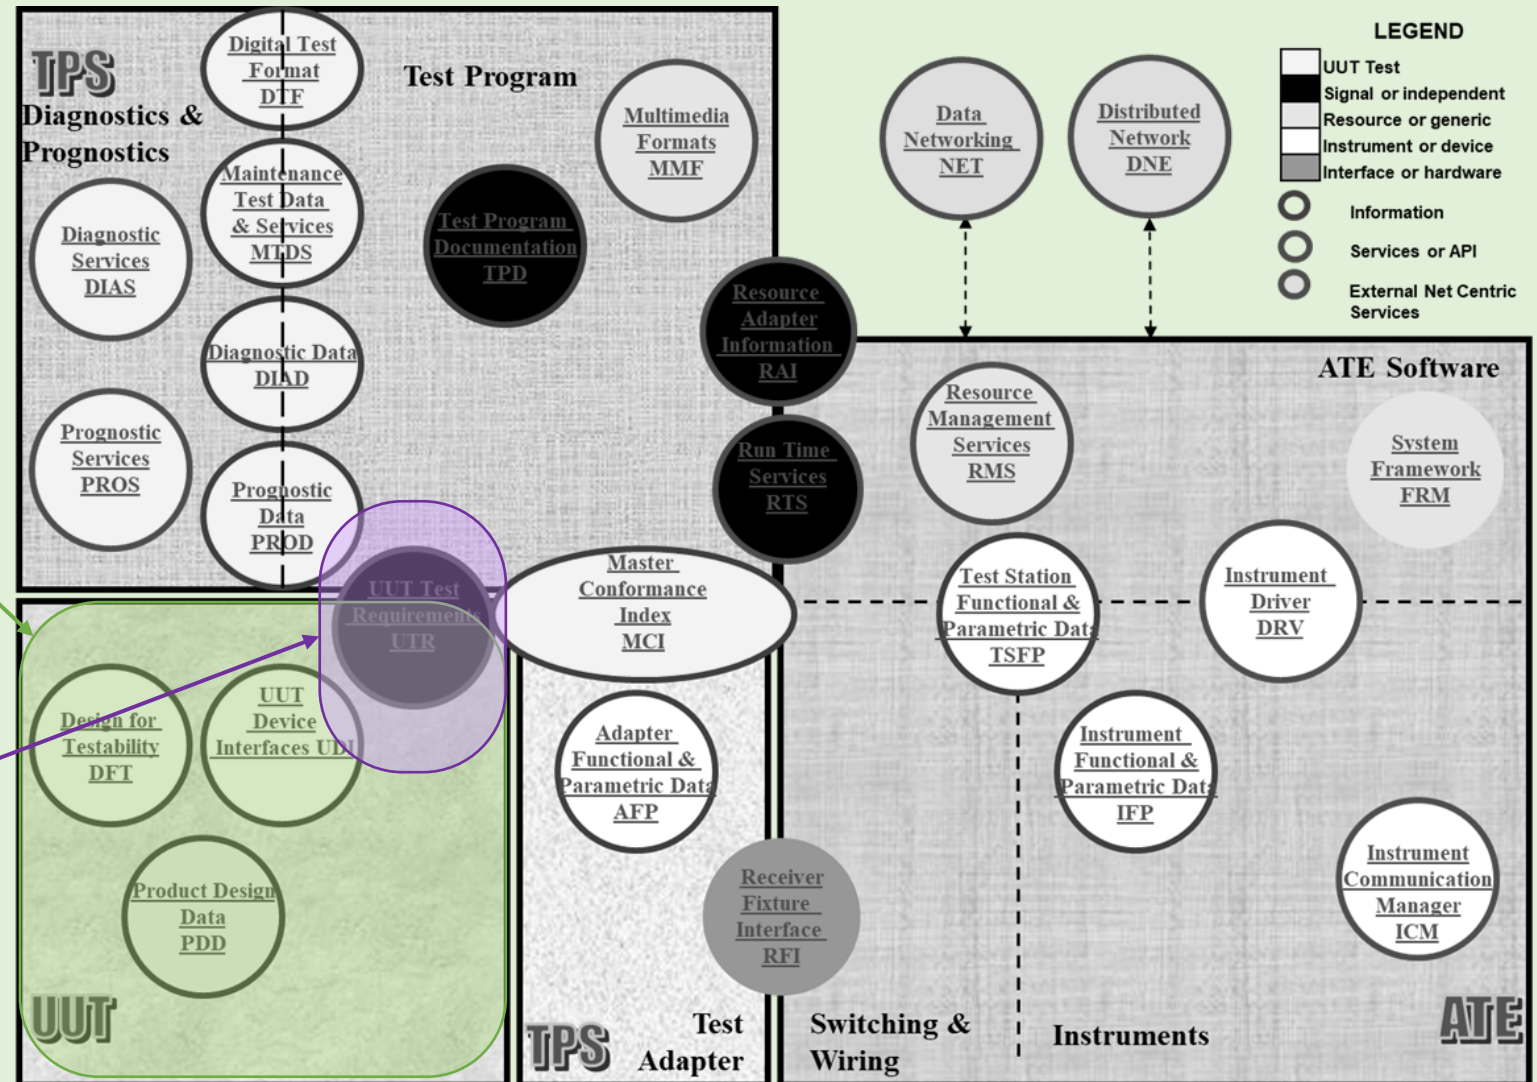 TPS
Diagnostics &
Prognostics
Test Program
Digital Test
Format
DTF
Maintenance
Test Data
& Services
MTDS
Diagnostic
Services
DIAS
Diagnostic Data
DIAD
Prognostic
Services
PROS
Prognostic
Data
PROD
Multimedia
Formats
MMF
Test Program
Documentation
TPD
Resource
Adapter
Information
RAI
Run Time
Services
RTS
Data
Networking
NET
Distributed
Network
DNE
LEGEND
UUT Test
Signal or independent
Resource or generic
Instrument or device
Interface or hardware
Information
Services or API
External Net Centric
Services
ATE Software
Resource
Management
Services
RMS
System
Framework
FRM
Test Station
Functional &
Parametric Data
TSFP
Instrument
Driver
DRV
Instrument
Functional &
Parametric Data
IFP
Instrument
Communication
Manager
ICM
UUT Test
Requirements
UTR
Master
Conformance
Index
MCI
Adapter
Functional &
Parametric Data
AFP
Receiver
Fixture
Interface
RFI
Design for
Testability
DFT
UUT
Device
Interfaces UDI
Product Design
Data
PDD
UUT
TPS
Test
Adapter
Switching &
Wiring
Instruments
ATE